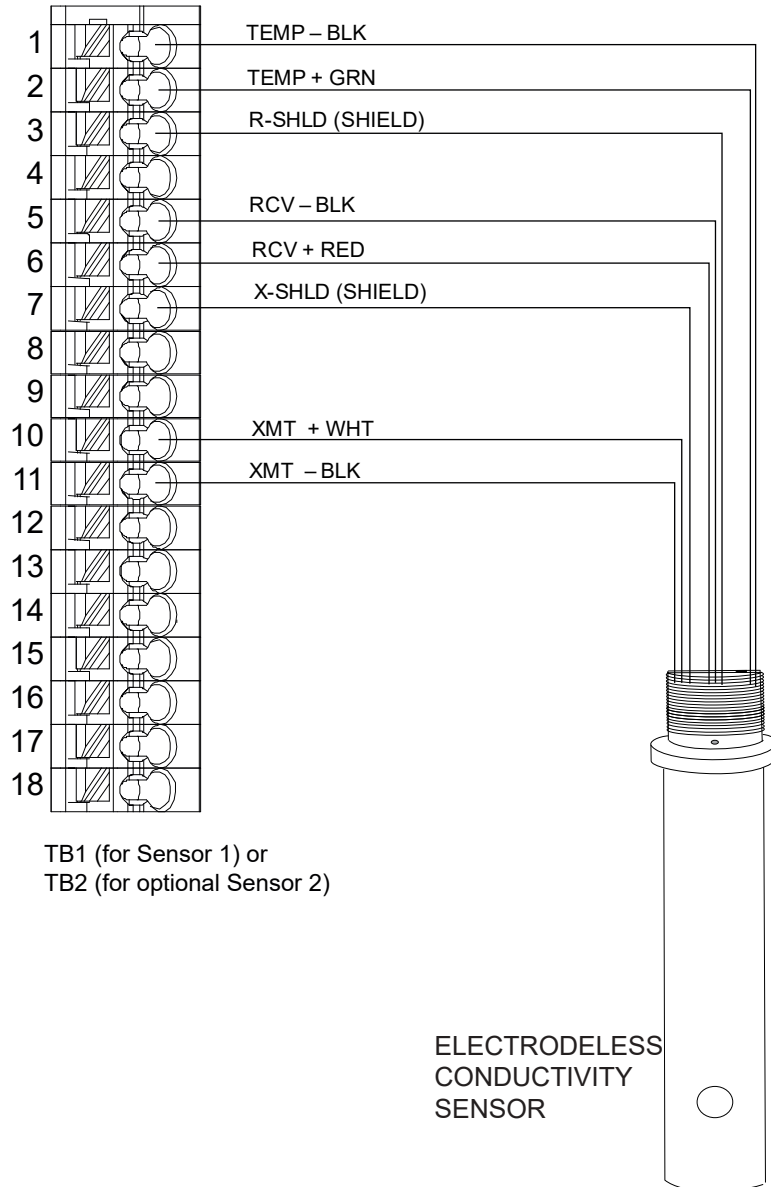 1 TEMP – BLK
2 TEMP + GRN
3 R-SHLD (SHIELD)
4
5 RCV – BLK
6 RCV + RED
7 X-SHLD (SHIELD)
8
9
10 XMT + WHT
11 XMT – BLK
12
13
14
15
16
17
18
TB1 (for Sensor 1) or
TB2 (for optional Sensor 2)
ELECTRODELESS
CONDUCTIVITY
SENSOR